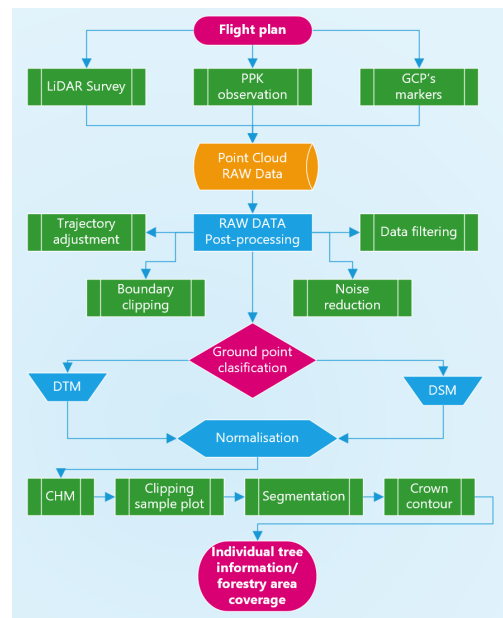 Flight plan
LiDAR Survey
PPK
observation
GCP's
markers
Point Cloud
RAW Data
Trajectory
adjustment
RAW DATA
Post-processing
Data filtering
Boundary
clipping
Noise
reduction
Ground point
clasification
DTM
DSM
Normalisation
CHM
Clipping
sample plot
Segmentation
Crown
contour
Individual tree
information/
forestry area
coverage